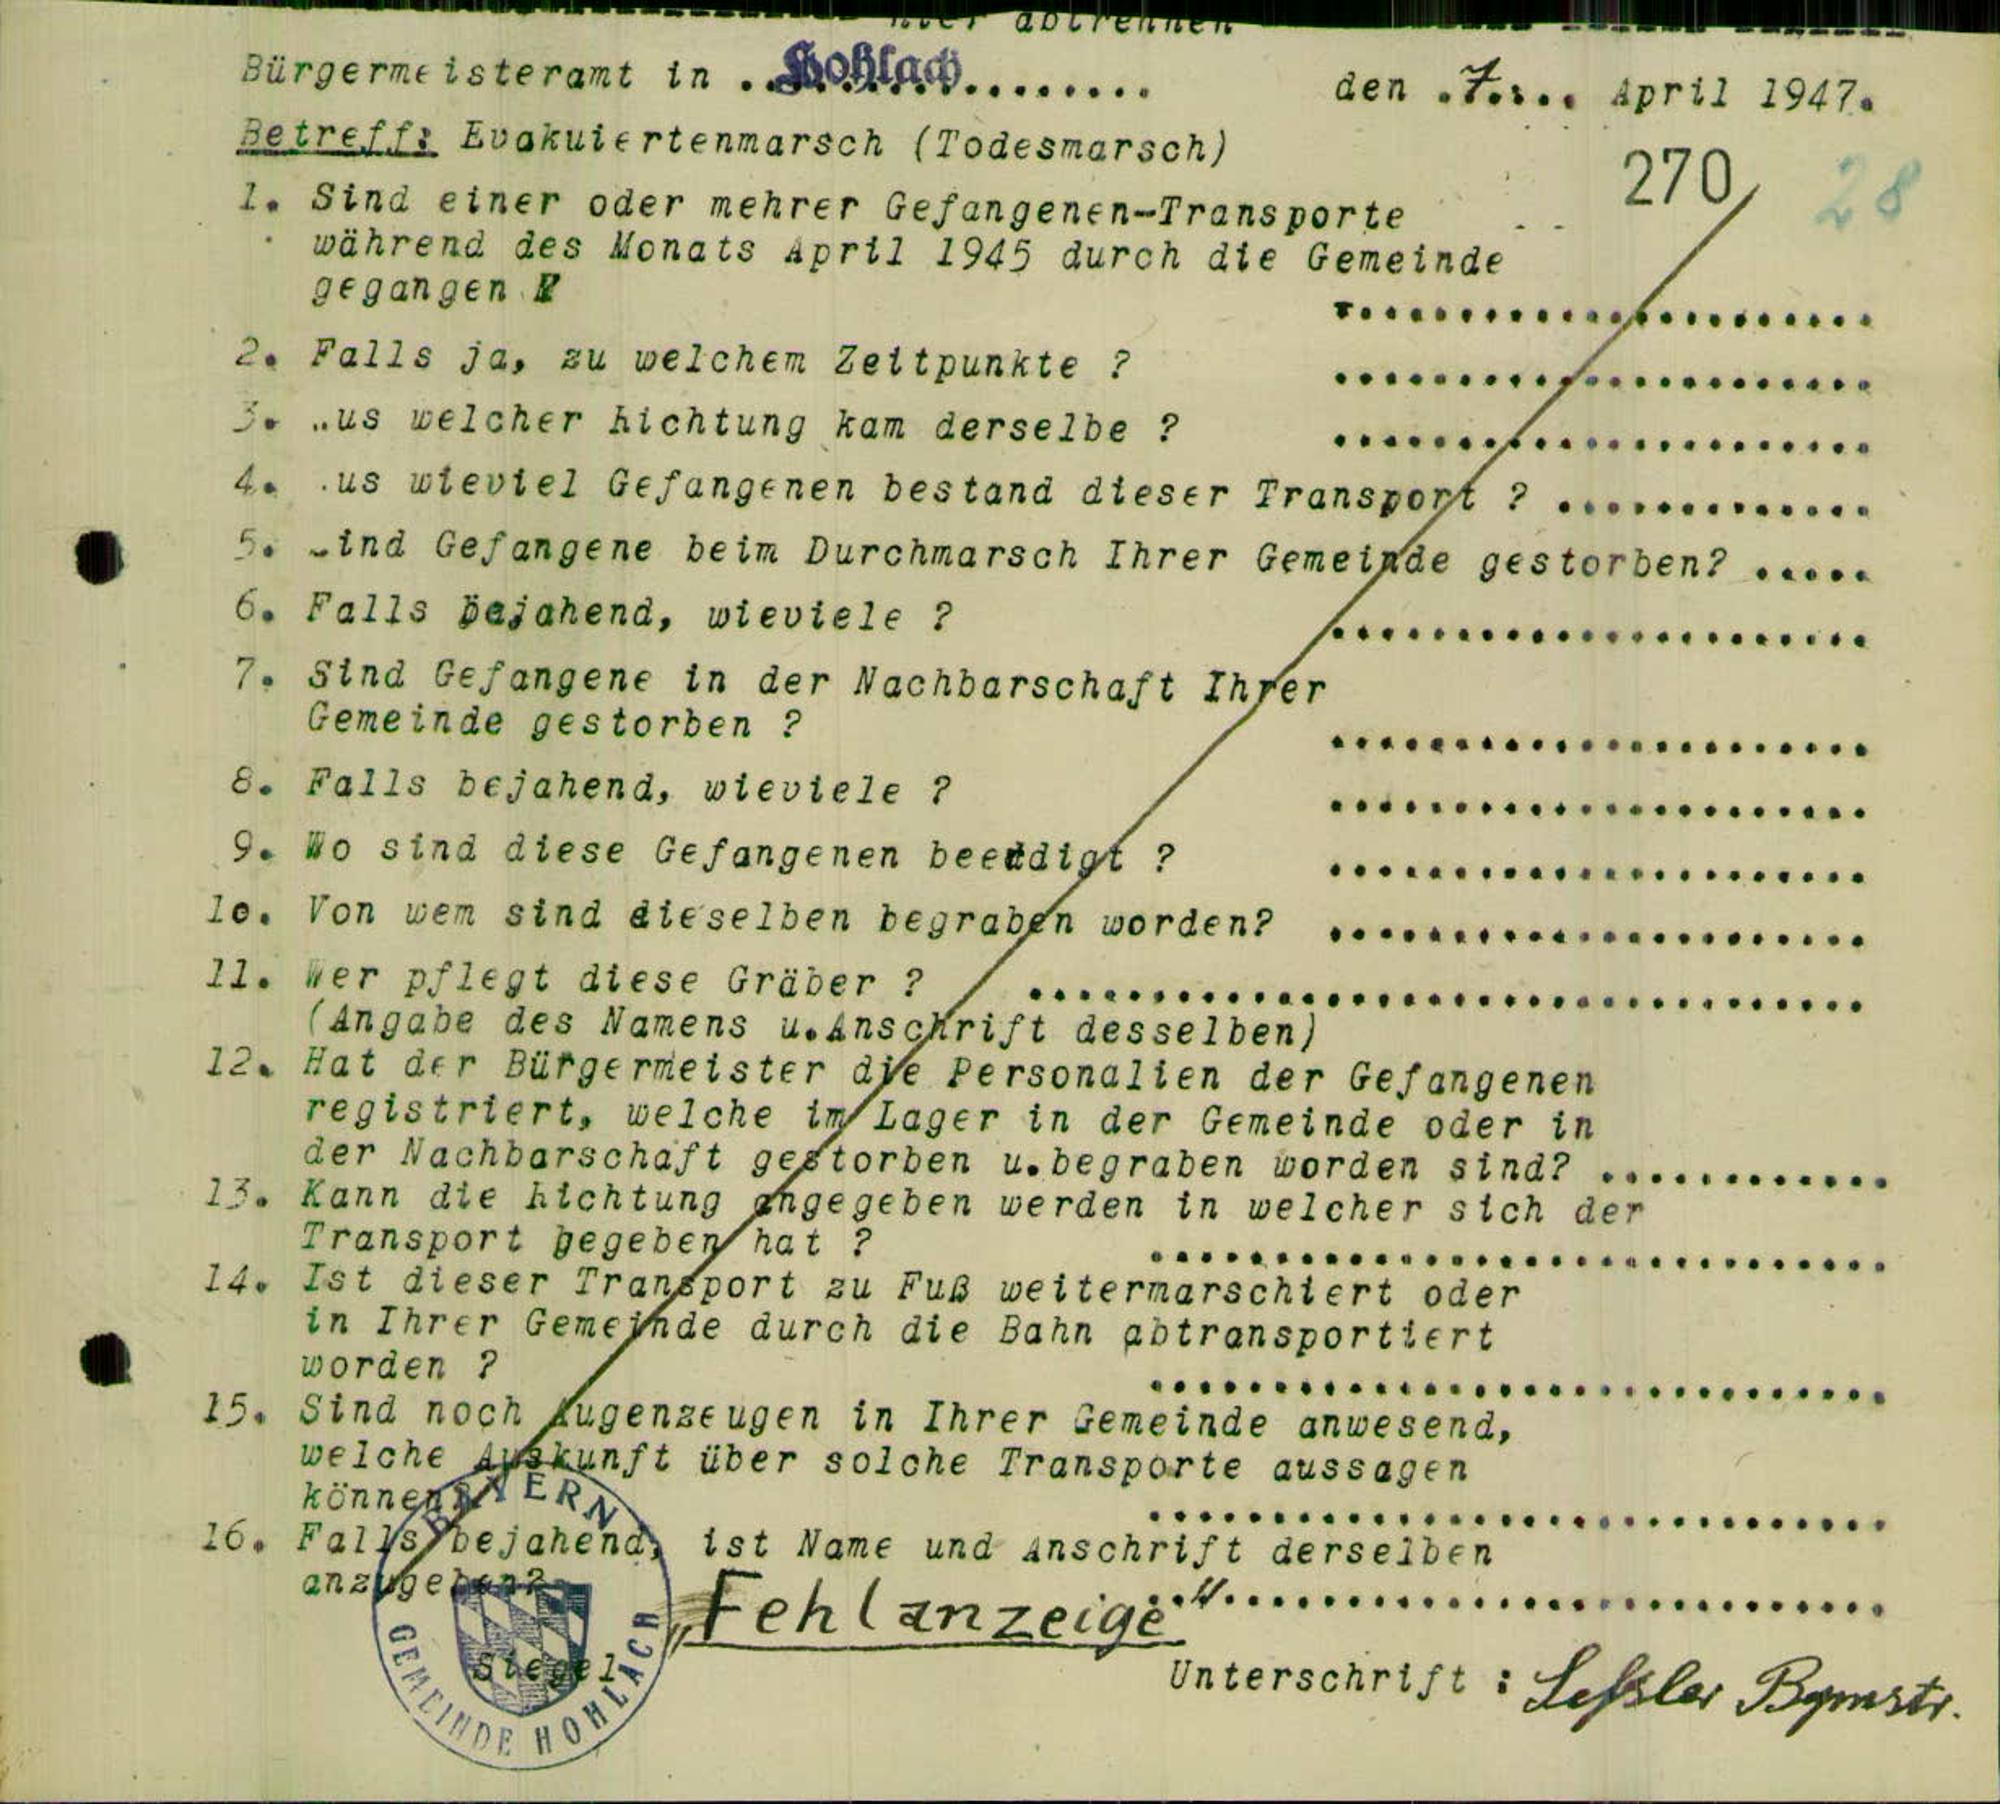 hier abtrennen
Bürgermeisteramt in ..Hohlach............ den .7.... April 1947.
Betreff: Evakuiertenmarsch (Todesmarsch)
270 28
1. Sind einer oder mehrer Gefangenen-Transporte
während des Monats April 1945 durch die Gemeinde
gegangen ? ......................
2. Falls ja, zu welchem Zeitpunkte ? ......................
3. ..us welcher Richtung kam derselbe ? ......................
4. .us wieviel Gefangenen bestand dieser Transport ? .............
5. .ind Gefangene beim Durchmarsch Ihrer Gemeinde gestorben? .....
6. Falls bejahend, wieviele ? ......................
7. Sind Gefangene in der Nachbarschaft Ihrer
Gemeinde gestorben ? ......................
8. Falls bejahend, wieviele ? ......................
9. Wo sind diese Gefangenen beerdigt ? ......................
10. Von wem sind dieselben begraben worden? ......................
11. Wer pflegt diese Gräber ? ..................................
(Angabe des Namens u.Anschrift desselben)
12. Hat der Bürgermeister die Personalien der Gefangenen
registriert, welche im Lager in der Gemeinde oder in
der Nachbarschaft gestorben u.begraben worden sind? ............
13. Kann die Richtung angegeben werden in welcher sich der
Transport begeben hat ? ..............................
14. Ist dieser Transport zu Fuß weitermarschiert oder
in Ihrer Gemeinde durch die Bahn abtransportiert
worden ? ..............................
15. Sind noch Augenzeugen in Ihrer Gemeinde anwesend,
welche Auskunft über solche Transporte aussagen
können? ..............................
16. Falls bejahend, ist Name und Anschrift derselben
anzugeben? ..............................
„Fehlanzeige"
BAYERN
GEMEINDE HOHLACH
Siegel
Unterschrift : Leßler Bgmstr.